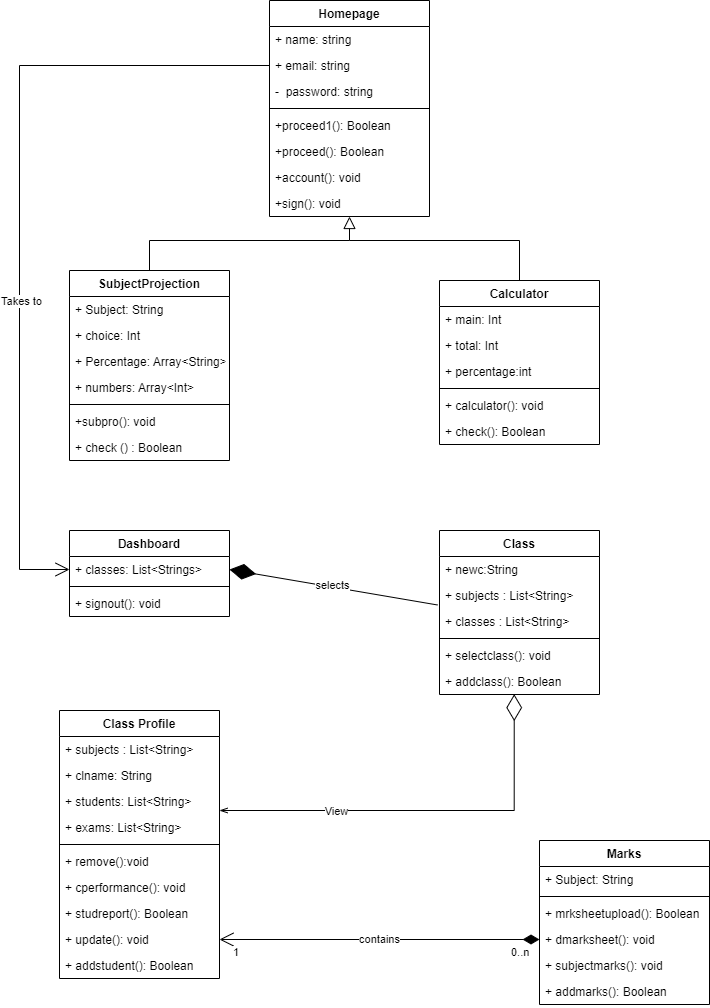 Homepage
+ name: string
+ email: string
- password: string
+proceed1(): Boolean
+proceed(): Boolean
+account(): void
+sign(): void
Takes to
SubjectProjection
+ Subject: String
+ choice: Int
+ Percentage: Array<String>
+ numbers: Array<Int>
+subpro(): void
+ check () : Boolean
Calculator
+ main: Int
+ total: Int
+ percentage:int
+ calculator(): void
+ check(): Boolean
Dashboard
+ classes: List<Strings>
+ signout(): void
selects
Class
+ newc:String
+ subjects : List<String>
+ classes : List<String>
+ selectclass(): void
+ addclass(): Boolean
Class Profile
+ subjects : List<String>
+ clname: String
+ students: List<String>
+ exams: List<String>
+ remove():void
+ cperformance(): void
+ studreport(): Boolean
+ update(): void
+ addstudent(): Boolean
View
Marks
+ Subject: String
+ mrksheetupload(): Boolean
+ dmarksheet(): void
+ subjectmarks(): void
+ addmarks(): Boolean
contains
1
0..n